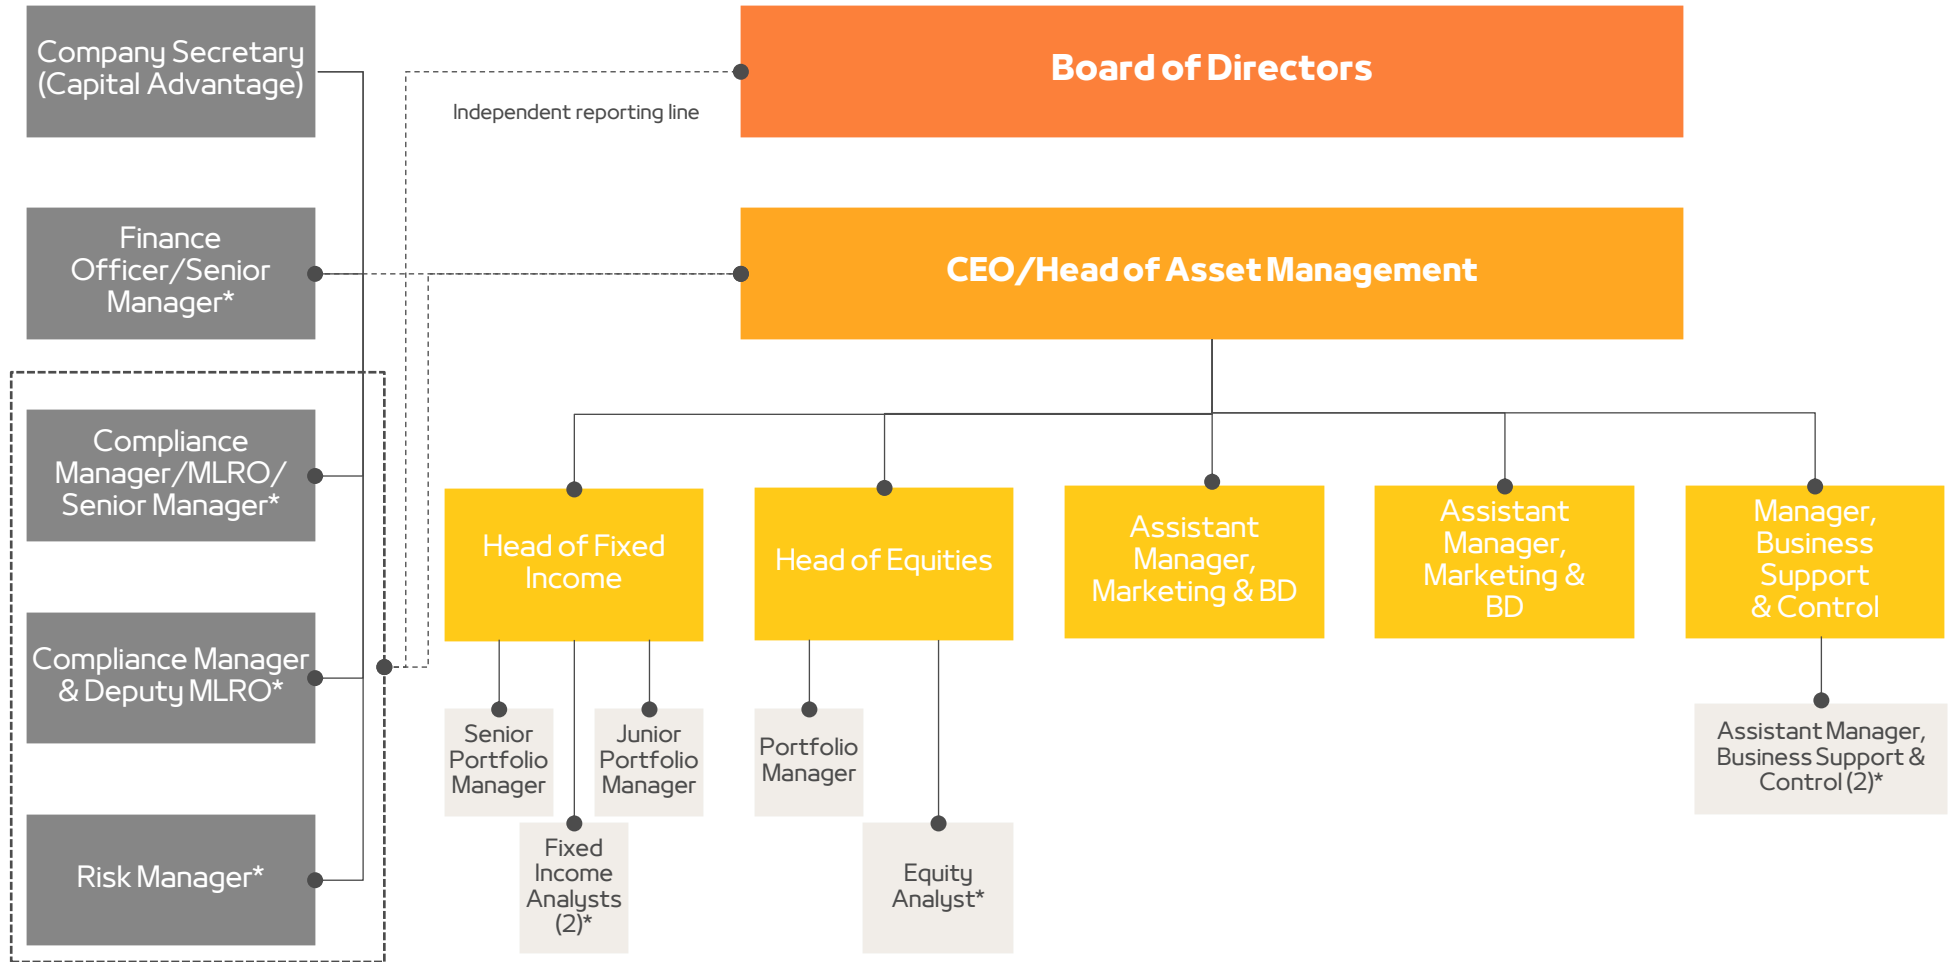 Company Secretary
(Capital Advantage)
Board of Directors
Independent reporting line
Finance
Officer/Senior
Manager*
CEO/Head of Asset Management
Compliance
Manager/MLRO/
Senior Manager*
Compliance Manager
& Deputy MLRO*
Risk Manager*
Head of Fixed
Income
Head of Equities
Assistant
Manager,
Marketing & BD
Assistant
Manager,
Marketing &
BD
Manager,
Business
Support
& Control
Senior
Portfolio
Manager
Junior
Portfolio
Manager
Fixed
Income
Analysts
(2)*
Portfolio
Manager
Equity
Analyst*
Assistant Manager,
Business Support &
Control (2)*